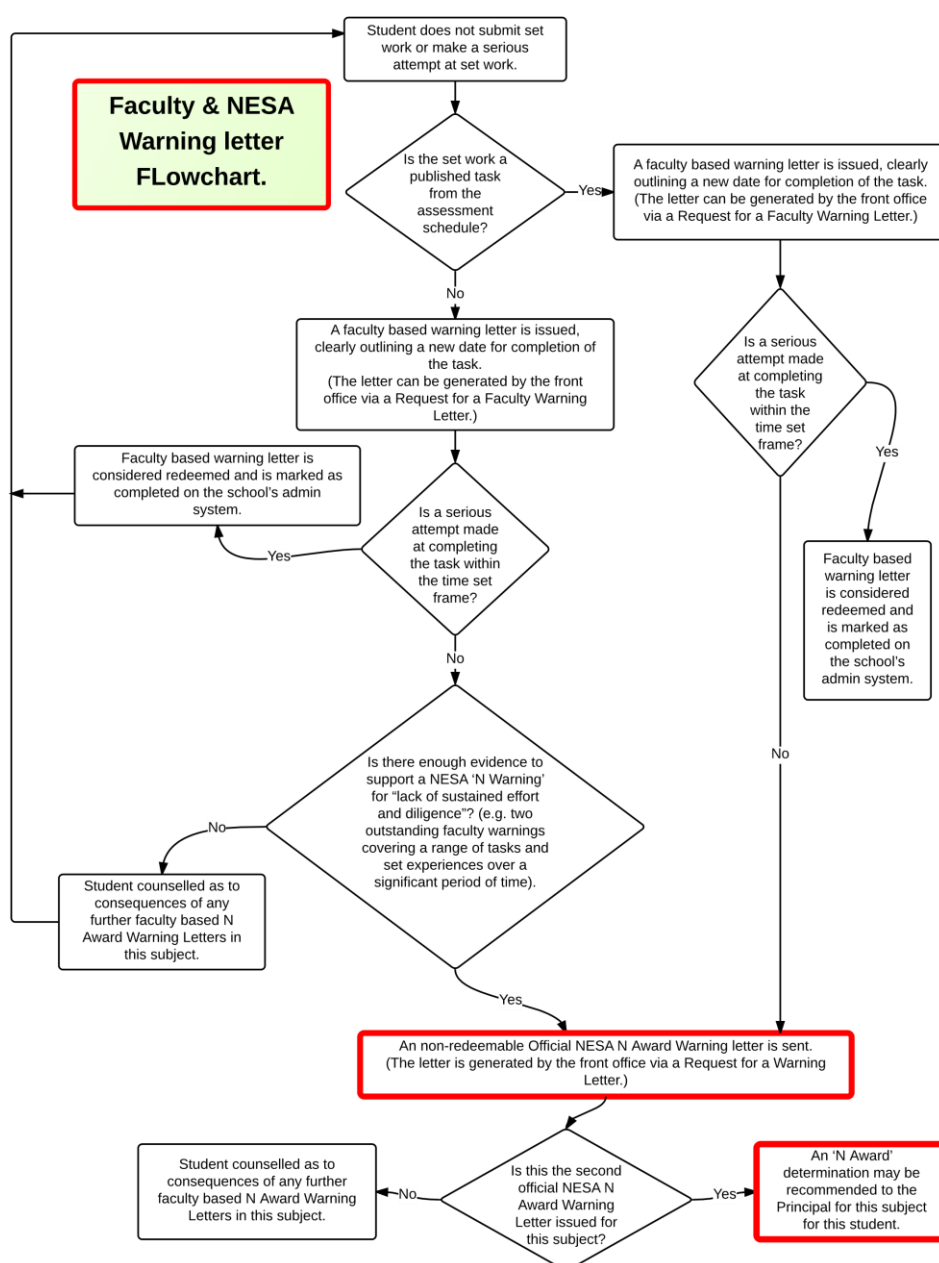 Student does not submit set
work or make a serious
attempt at set work.
Faculty & NESA
Warning letter
FLowchart.
Is the set work a
published task
from the
assessment
schedule?
Yes
A faculty based warning letter is issued, clearly
outlining a new date for completion of the task.
(The letter can be generated by the front office
via a Request for a Faculty Warning Letter.)
No
A faculty based warning letter is issued,
clearly outlining a new date for completion of
the task.
(The letter can be generated by the front
office via a Request for a Faculty Warning
Letter.)
Is a serious
attempt made
at completing
the task
within the
time set
frame?
Yes
Faculty based warning letter is
considered redeemed and is marked as
completed on the school's admin
system.
Is a serious
attempt made
at completing
the task within
the time set
frame?
Yes
Faculty based
warning letter
is considered
redeemed and
is marked as
completed on
the school's
admin system.
No
No
Is there enough evidence to
support a NESA ‘N Warning’
for “lack of sustained effort
and diligence”? (e.g. two
outstanding faculty warnings
covering a range of tasks and
set experiences over a
significant period of time).
No
Student counselled as to
consequences of any
further faculty based N
Award Warning Letters in
this subject.
Yes
An non-redeemable Official NESA N Award Warning letter is sent.
(The letter is generated by the front office via a Request for a Warning
Letter.)
Student counselled as to
consequences of any further
faculty based N Award Warning
Letters in this subject.
No
Is this the second
official NESA N
Award Warning
Letter issued for
this subject?
Yes
An ‘N Award’
determination may be
recommended to the
Principal for this subject
for this student.